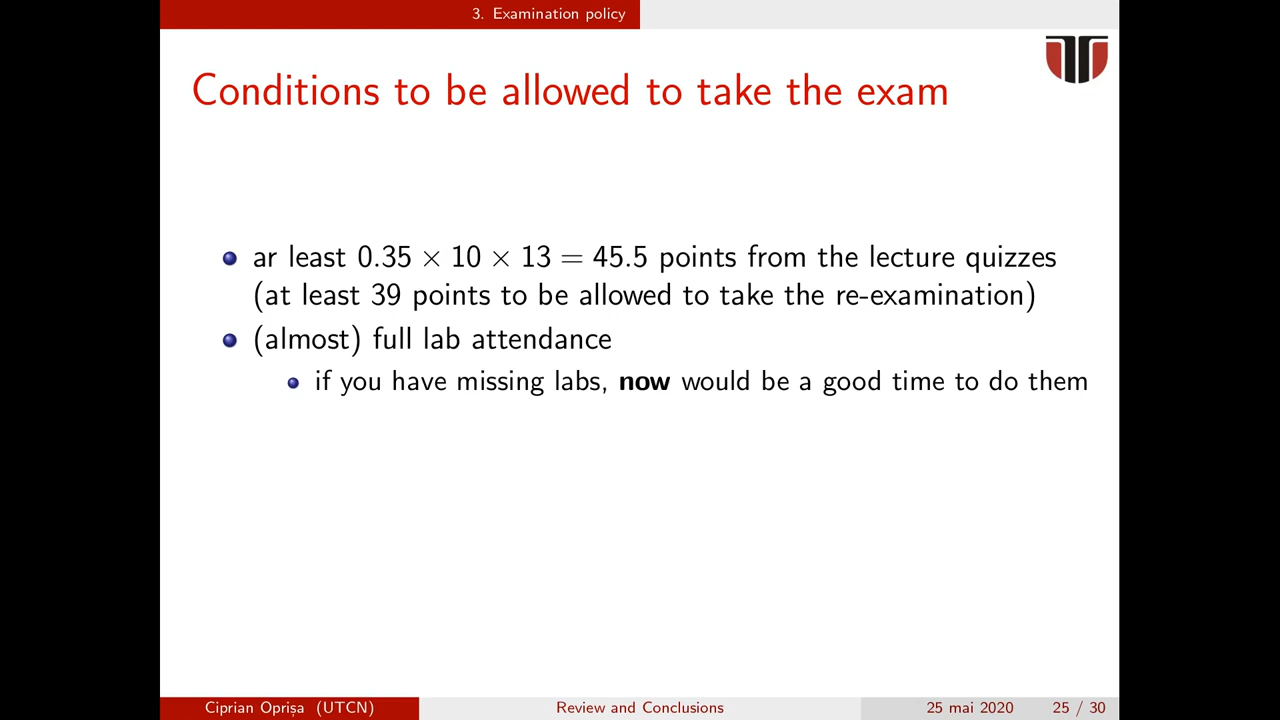 3. Examination policy
Conditions to be allowed to take the exam
ar least 0.35 × 10 × 13 = 45.5 points from the lecture quizzes
(at least 39 points to be allowed to take the re-examination)
(almost) full lab attendance
if you have missing labs, now would be a good time to do them
Ciprian Oprișa (UTCN)
Review and Conclusions
25 mai 2020
25 / 30